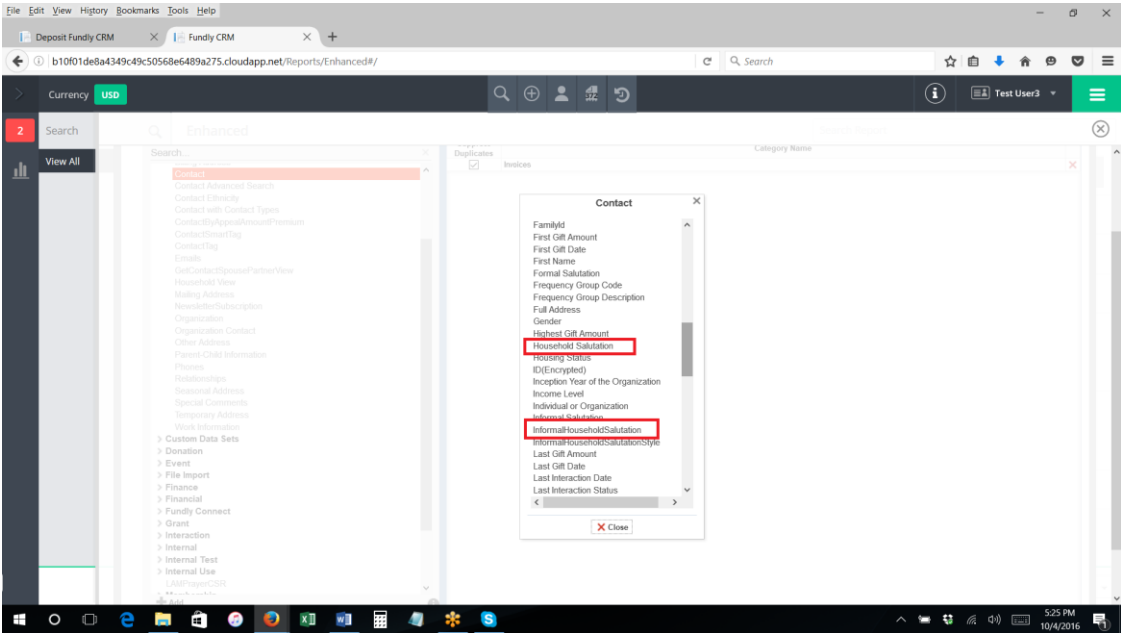 File Edit View History Bookmarks Tools Help
Deposit Fundly CRM
Fundly CRM
b10f01de8a4349c49c50568e6489a275.cloudapp.net/Reports/Enhanced#/
Search
Currency USD
Test User3
2
Search
Enhanced
View All
Search...
Duplicates
Category Name
Invoices
Contact
Contact Advanced Search
Contact Ethnicity
Contact with Contact Types
ContactByAppealAmountPremium
ContactSmartTag
ContactTag
Emails
GetContactSpousePartnerView
Household View
Mailing Address
NewsletterSubscription
Organization
Organization Contact
Other Address
Parent-Child Information
Phones
Relationships
Seasonal Address
Special Comments
Temporary Address
Work Information
> Custom Data Sets
> Donation
> Event
> File Import
> Finance
> Financial
> Fundly Connect
> Grant
> Interaction
> Internal
> Internal Test
> Internal Use
LAMPowerCSR
Add
Contact
FamilyId
First Gift Amount
First Gift Date
First Name
Formal Salutation
Frequency Group Code
Frequency Group Description
Full Address
Gender
Highest Gift Amount
Household Salutation
Housing Status
ID(Encrypted)
Inception Year of the Organization
Income Level
Individual or Organization
Informal Salutation
InformalHouseholdSalutation
InformalHouseholdSalutationStyle
Last Gift Amount
Last Gift Date
Last Interaction Date
Last Interaction Status
Close
5:25 PM
10/4/2016